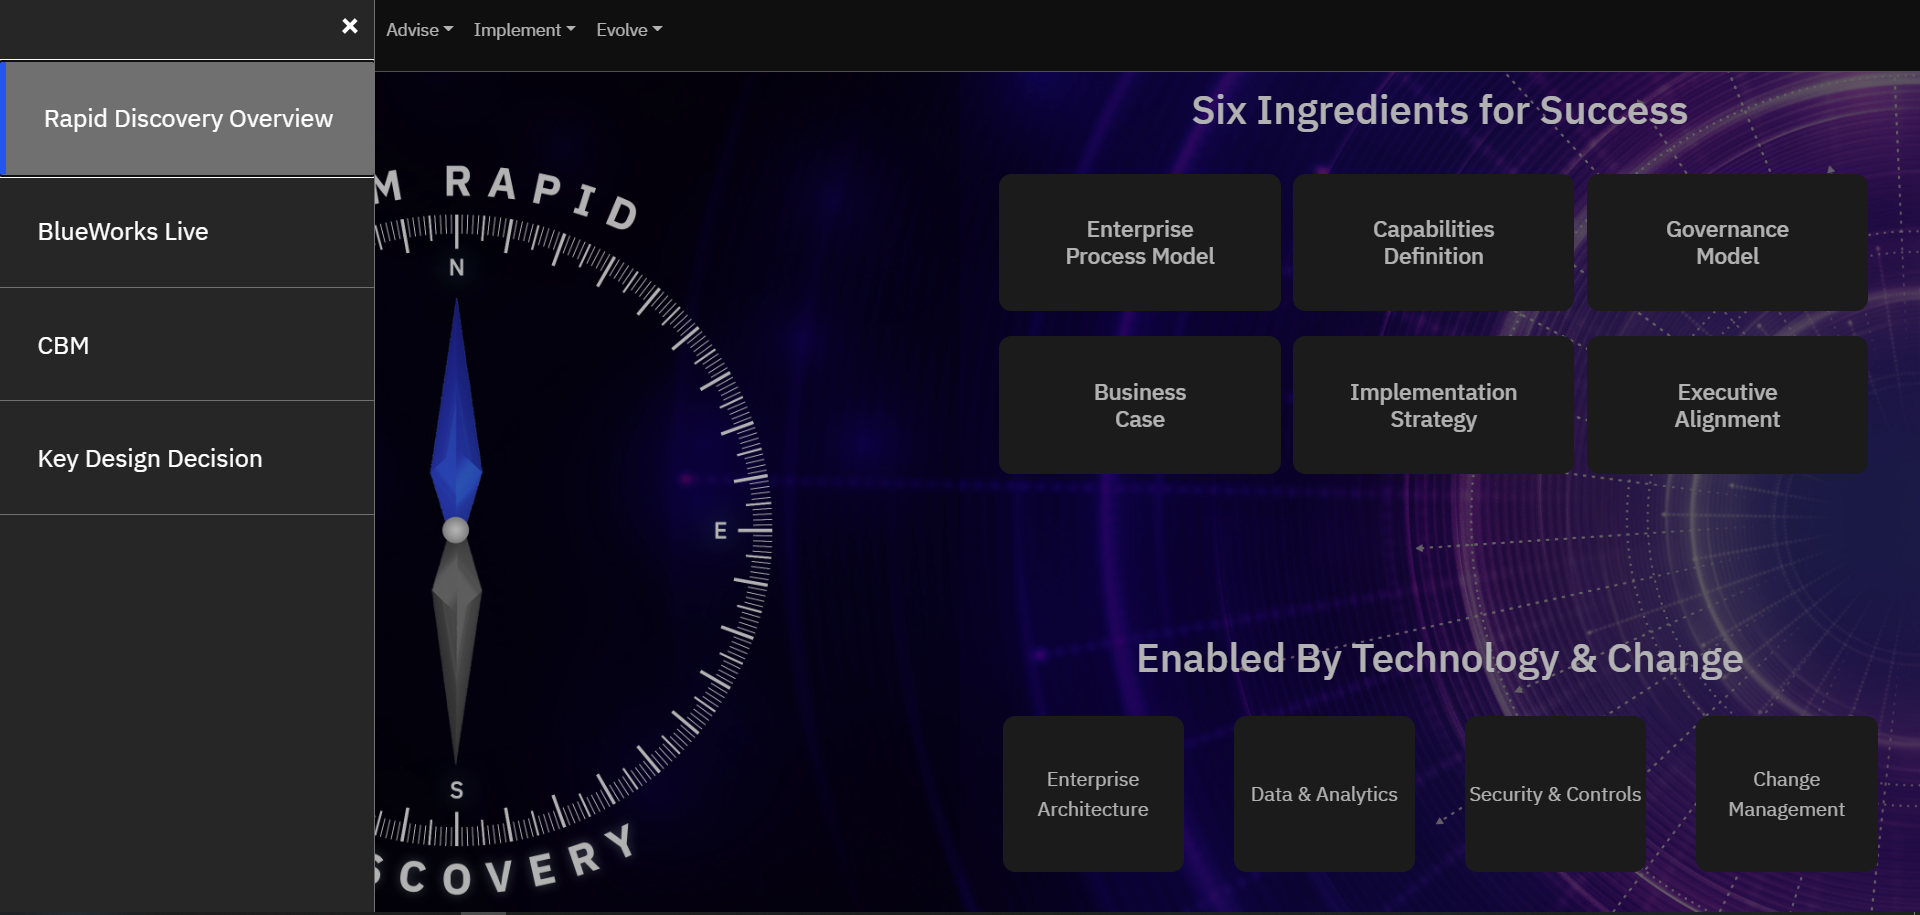 ×
Advise
Implement
Evolve
Rapid Discovery Overview
BlueWorks Live
CBM
Key Design Decision
M RAPID
N
E
S
SCOVERY
Six Ingredients for Success
Enterprise
Process Model
Capabilities
Definition
Governance
Model
Business
Case
Implementation
Strategy
Executive
Alignment
Enabled By Technology & Change
Enterprise
Architecture
Data & Analytics
Security & Controls
Change
Management